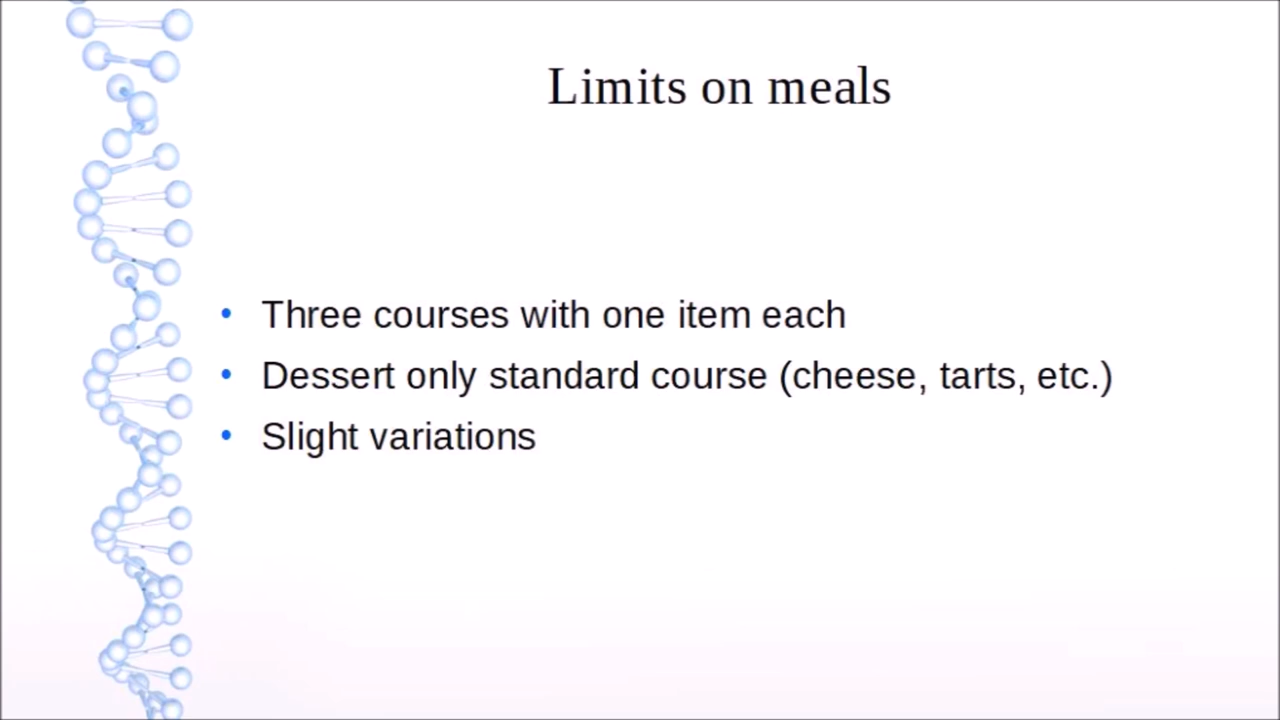 Limits on meals
• Three courses with one item each
• Dessert only standard course (cheese, tarts, etc.)
• Slight variations